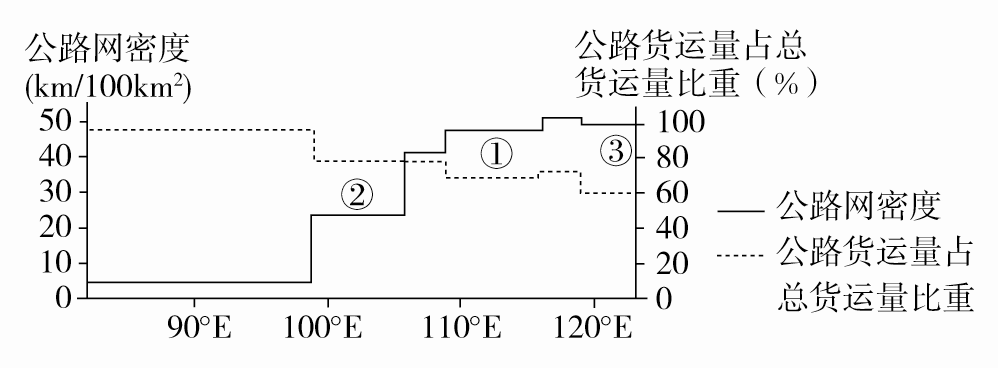 公路网密度
(km/100km²)
公路货运量占总
货运量比重(%)
50
40
30
20
10
0
①
②
③
100
80
60
40
20
0
90°E
100°E
110°E
120°E
公路网密度
公路货运量占
总货运量比重